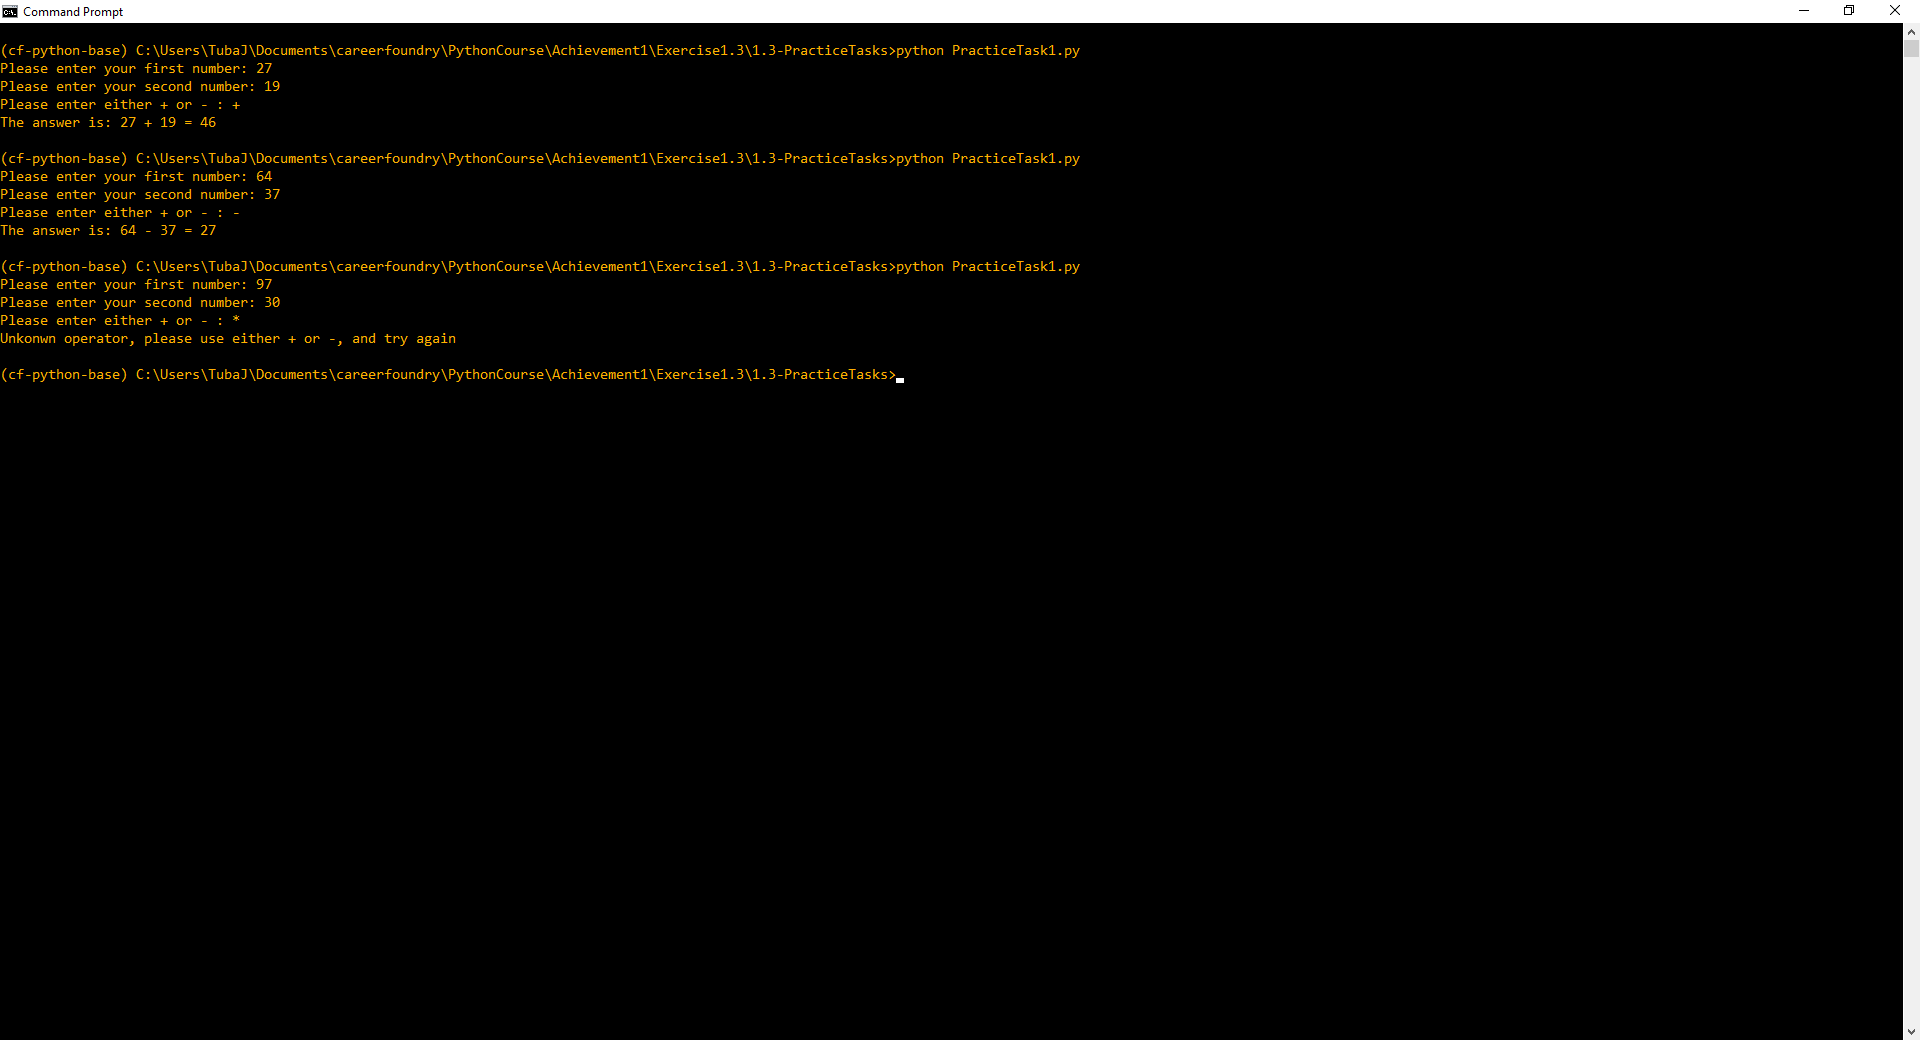 Command Prompt
(cf-python-base) C:\Users\TubaJ\Documents\careerfoundry\PythonCourse\Achievement1\Exercise1.3\1.3-PracticeTasks>python PracticeTask1.py
Please enter your first number: 27
Please enter your second number: 19
Please enter either + or - : +
The answer is: 27 + 19 = 46
(cf-python-base) C:\Users\TubaJ\Documents\careerfoundry\PythonCourse\Achievement1\Exercise1.3\1.3-PracticeTasks>python PracticeTask1.py
Please enter your first number: 64
Please enter your second number: 37
Please enter either + or - : -
The answer is: 64 - 37 = 27
(cf-python-base) C:\Users\TubaJ\Documents\careerfoundry\PythonCourse\Achievement1\Exercise1.3\1.3-PracticeTasks>python PracticeTask1.py
Please enter your first number: 97
Please enter your second number: 30
Please enter either + or - : *
Unkonwn operator, please use either + or -, and try again
(cf-python-base) C:\Users\TubaJ\Documents\careerfoundry\PythonCourse\Achievement1\Exercise1.3\1.3-PracticeTasks>